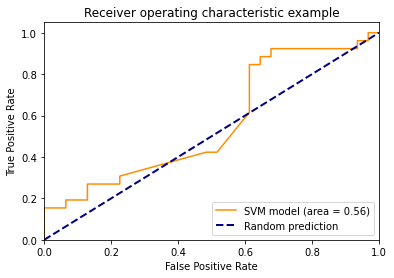 Receiver operating characteristic example
True Positive Rate
1.0
0.8
0.6
0.4
0.2
0.0
SVM model (area = 0.56)
Random prediction
0.0 0.2 0.4 0.6 0.8 1.0
False Positive Rate